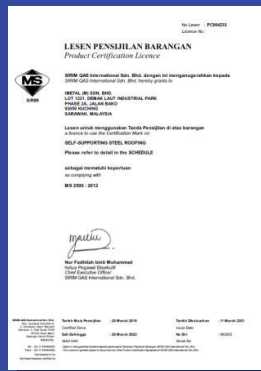 No Lesen : PC004233
Licence No :
LESEN PENSIJILAN BARANGAN
Product Certification Licence
MS
SIRIM
SIRIM QAS International Sdn. Bhd. dengan ini menganugerahkan kepada
SIRIM QAS International Sdn. Bhd. hereby grants to
IMETAL (M) SDN. BHD.
LOT 1221, DEMAK LAUT INDUSTRIAL PARK
PHASE 2A, JALAN BAKO
93050 KUCHING
SARAWAK, MALAYSIA
Lesen untuk menggunakan Tanda Pensijilan di atas barangan
a licence to use the Certification Mark on
SELF-SUPPORTING STEEL ROOFING
Please refer to detail in the SCHEDULE
sebagai mematuhi keperluan
as complying with
MS 2500 : 2012
Nur Fadhilah binti Muhammad
Ketua Pegawai Eksekutif
Chief Executive Officer
SIRIM QAS International Sdn. Bhd.
Tarikh Mula Pensijilan : 28 March 2019
Tarikh Dikeluarkan : 11 March 2021
Certified Since
Issue Date
Sah Sehingga : 28 March 2022
No Siri
Valid Until
Serial No